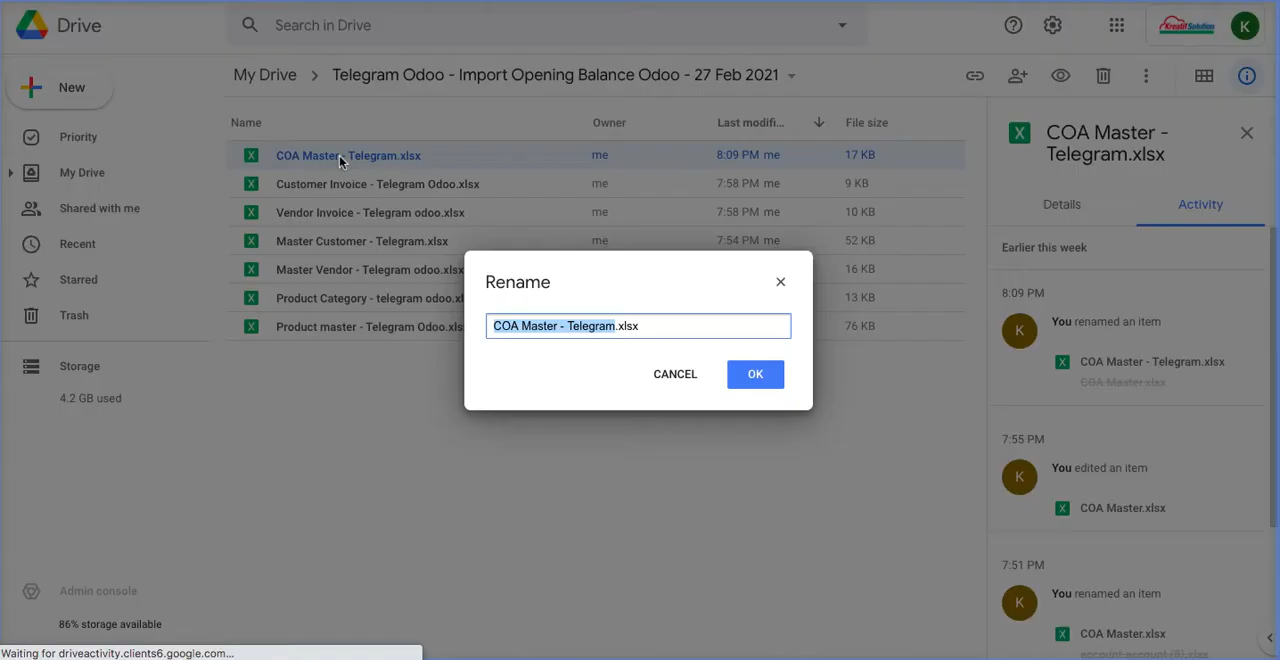 Drive
Search in Drive
Kreatif Solution
K
New
My Drive > Telegram Odoo - Import Opening Balance Odoo - 27 Feb 2021
Priority
My Drive
Shared with me
Recent
Starred
Trash
Storage
4.2 GB used
Admin console
86% storage available
Waiting for driveactivity.clients6.google.com...
Name Owner Last modifi... File size
COA Master - Telegram.xlsx me 8:09 PM me 17 KB
Customer Invoice - Telegram Odoo.xlsx me 7:58 PM me 9 KB
Vendor Invoice - Telegram odoo.xlsx me 7:58 PM me 10 KB
Master Customer - Telegram.xlsx me 7:54 PM me 52 KB
Master Vendor - Telegram odoo.xlsx 16 KB
Product Category - telegram odoo.xl 13 KB
Product master - Telegram Odoo.xls 76 KB
Rename
COA Master - Telegram.xlsx
CANCEL OK
COA Master -
Telegram.xlsx
Details Activity
Earlier this week
8:09 PM
K You renamed an item
COA Master - Telegram.xlsx
COA Master.xlsx
7:55 PM
K You edited an item
COA Master.xlsx
7:51 PM
K You renamed an item
COA Master.xlsx
account.account (8).xlsx